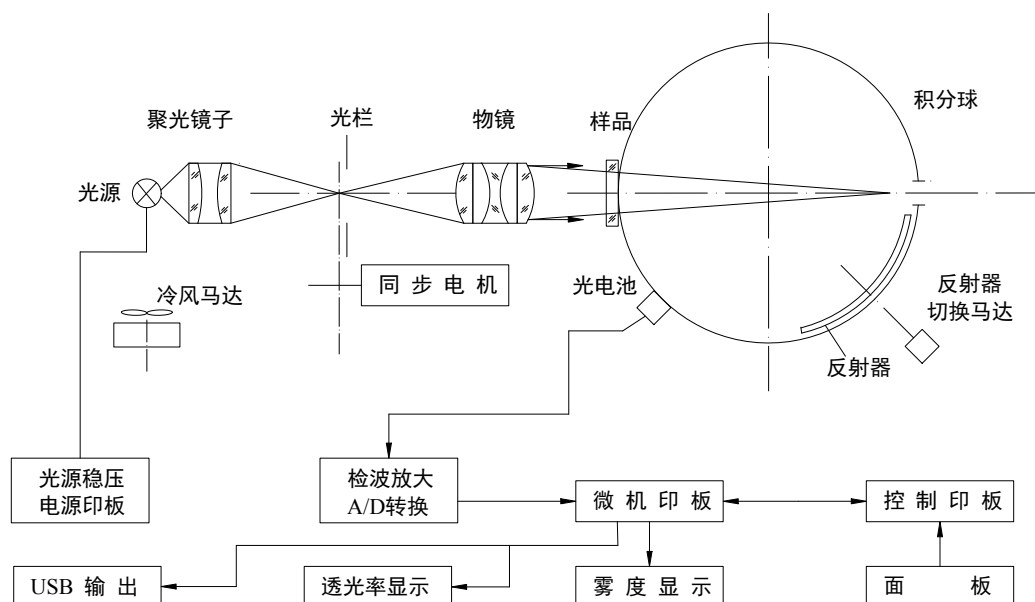 积分球
聚光镜子
光栏
物镜
样品
光源
同 步 电 机
光电池
冷风马达
反射器
切换马达
反射器
光源稳压
电源印板
检波放大
A/D转换
微 机 印 板
控 制 印 板
USB 输 出
透光率显示
雾 度 显 示
面 板